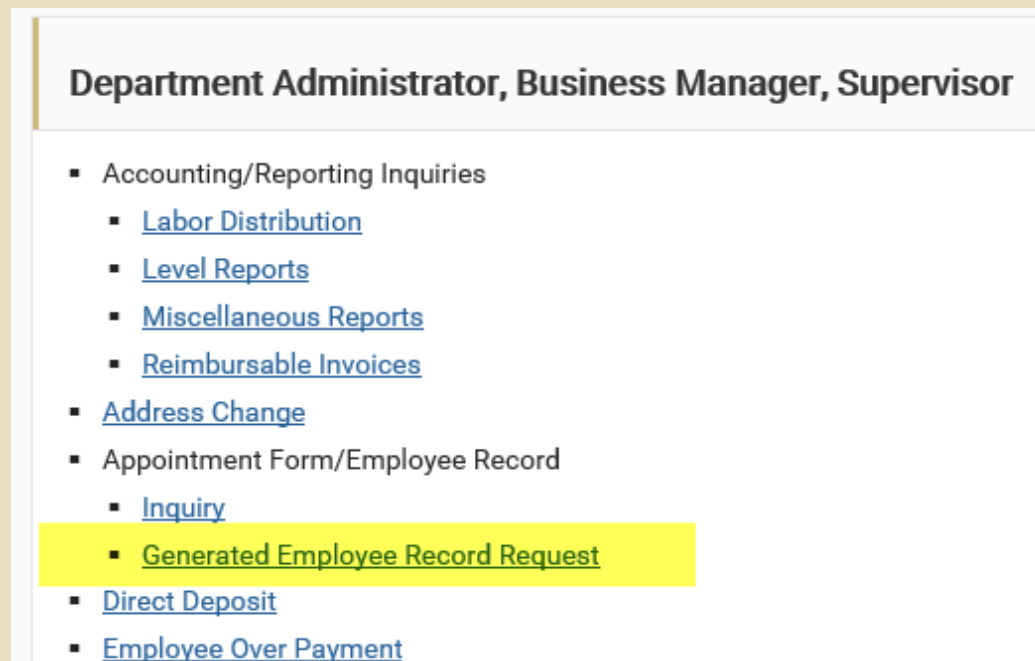 Department Administrator, Business Manager, Supervisor
Accounting/Reporting Inquiries
Labor Distribution
Level Reports
Miscellaneous Reports
Reimbursable Invoices
Address Change
Appointment Form/Employee Record
Inquiry
Generated Employee Record Request
Direct Deposit
Employee Over Payment